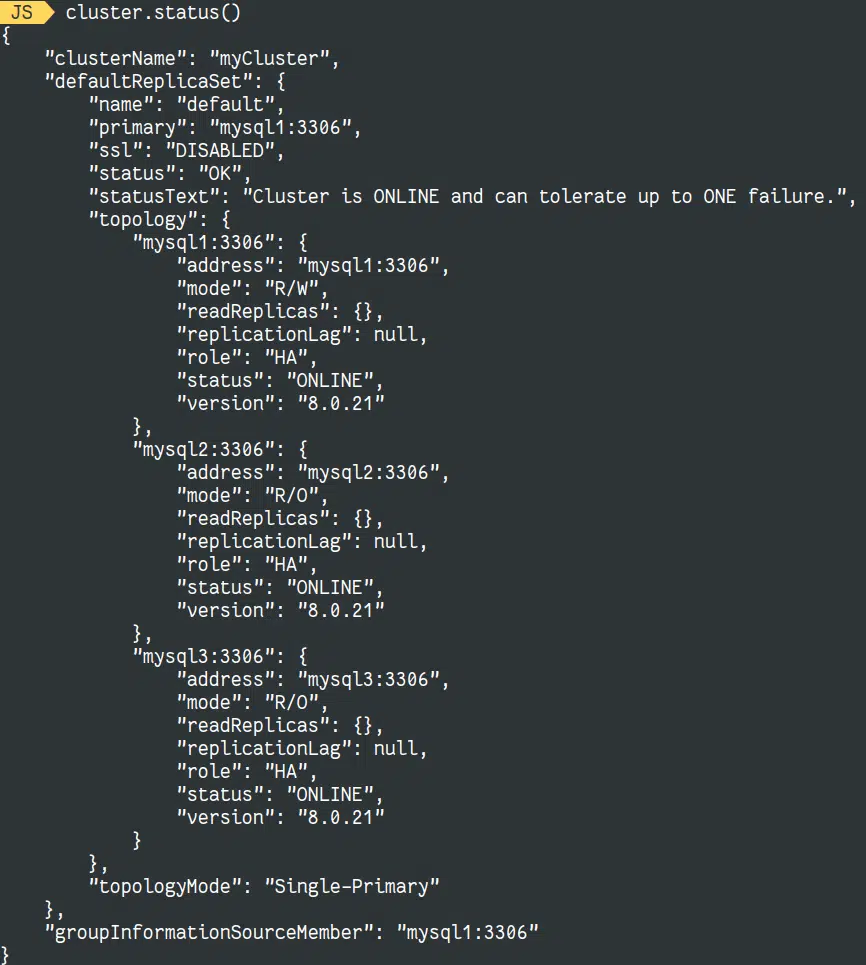 JS cluster.status()
{
    "clusterName": "myCluster",
    "defaultReplicaSet": {
        "name": "default",
        "primary": "mysql1:3306",
        "ssl": "DISABLED",
        "status": "OK",
        "statusText": "Cluster is ONLINE and can tolerate up to ONE failure.",
        "topology": {
            "mysql1:3306": {
                "address": "mysql1:3306",
                "mode": "R/W",
                "readReplicas": {},
                "replicationLag": null,
                "role": "HA",
                "status": "ONLINE",
                "version": "8.0.21"
            },
            "mysql2:3306": {
                "address": "mysql2:3306",
                "mode": "R/O",
                "readReplicas": {},
                "replicationLag": null,
                "role": "HA",
                "status": "ONLINE",
                "version": "8.0.21"
            },
            "mysql3:3306": {
                "address": "mysql3:3306",
                "mode": "R/O",
                "readReplicas": {},
                "replicationLag": null,
                "role": "HA",
                "status": "ONLINE",
                "version": "8.0.21"
            }
        },
        "topologyMode": "Single-Primary"
    },
    "groupInformationSourceMember": "mysql1:3306"
}